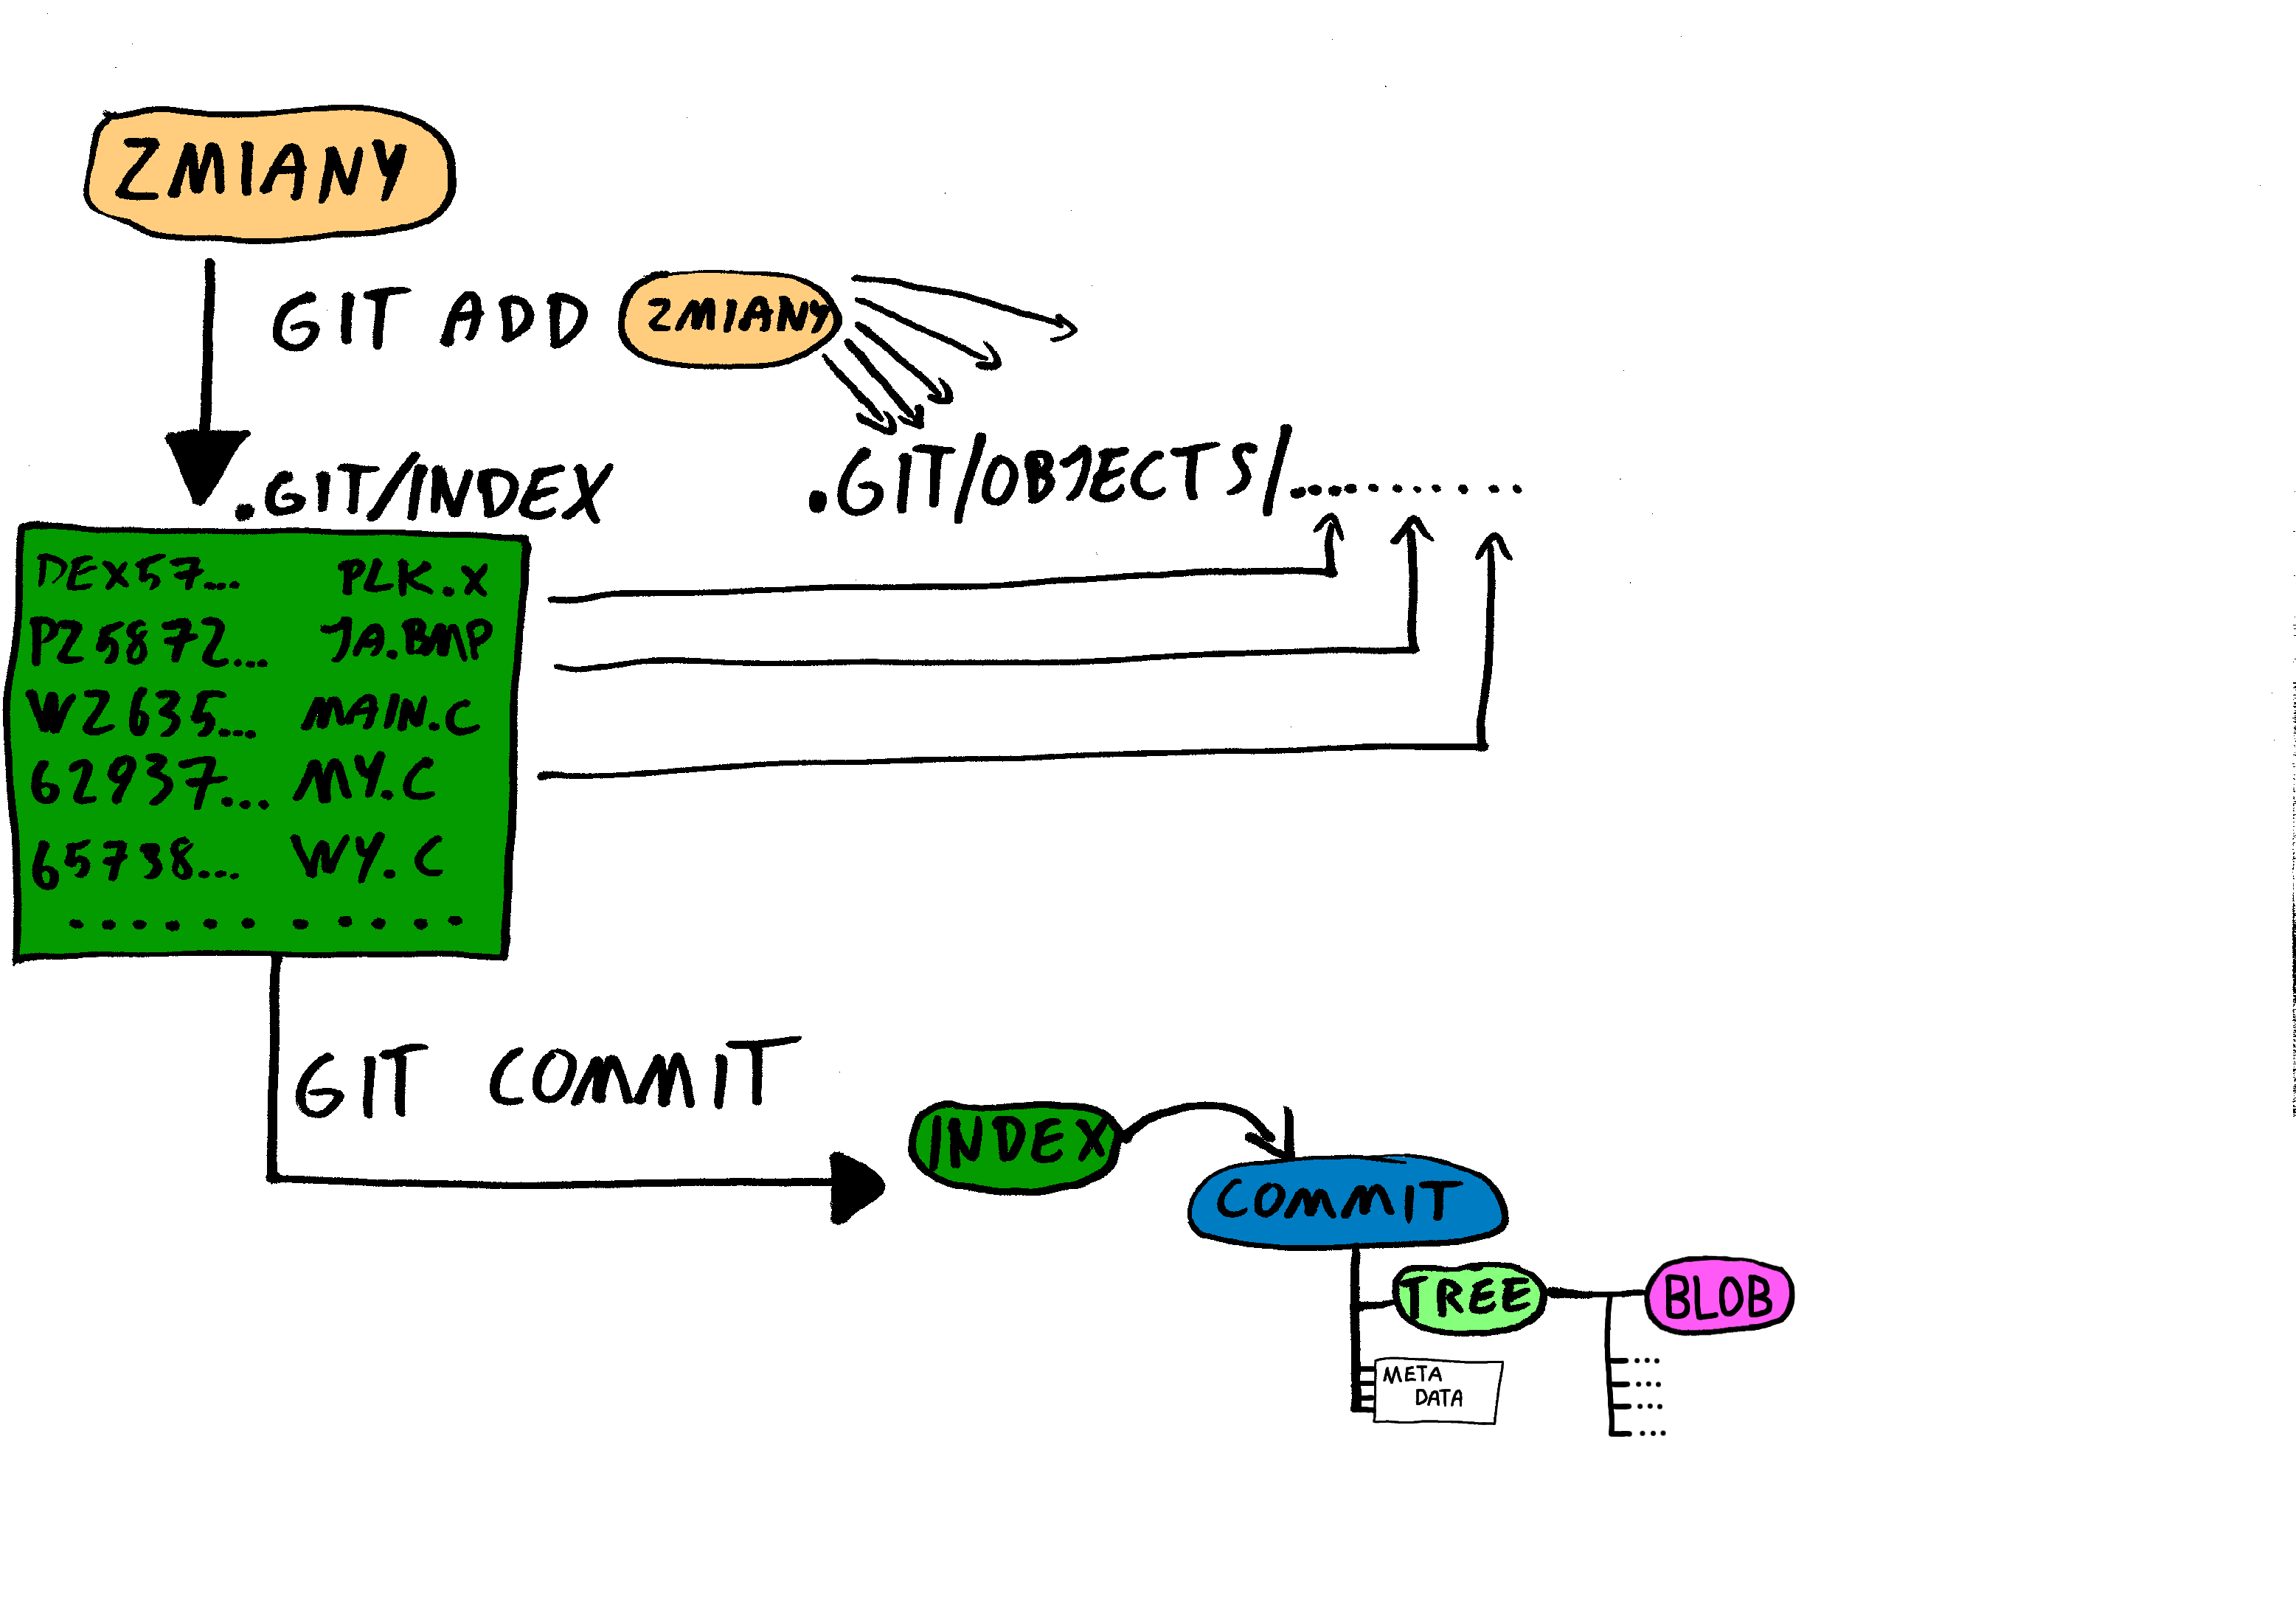 ZMIANY
GIT ADD ZMIANY
.GIT/INDEX
.GIT/OBJECTS/............
DEX57... PLK.X
PZ5872... JA.BMP
WZ635... MAIN.C
62937... MY.C
65738... WY.C
...........
GIT COMMIT
INDEX
COMMIT
TREE
BLOB
META
DATA
...
...
...
...